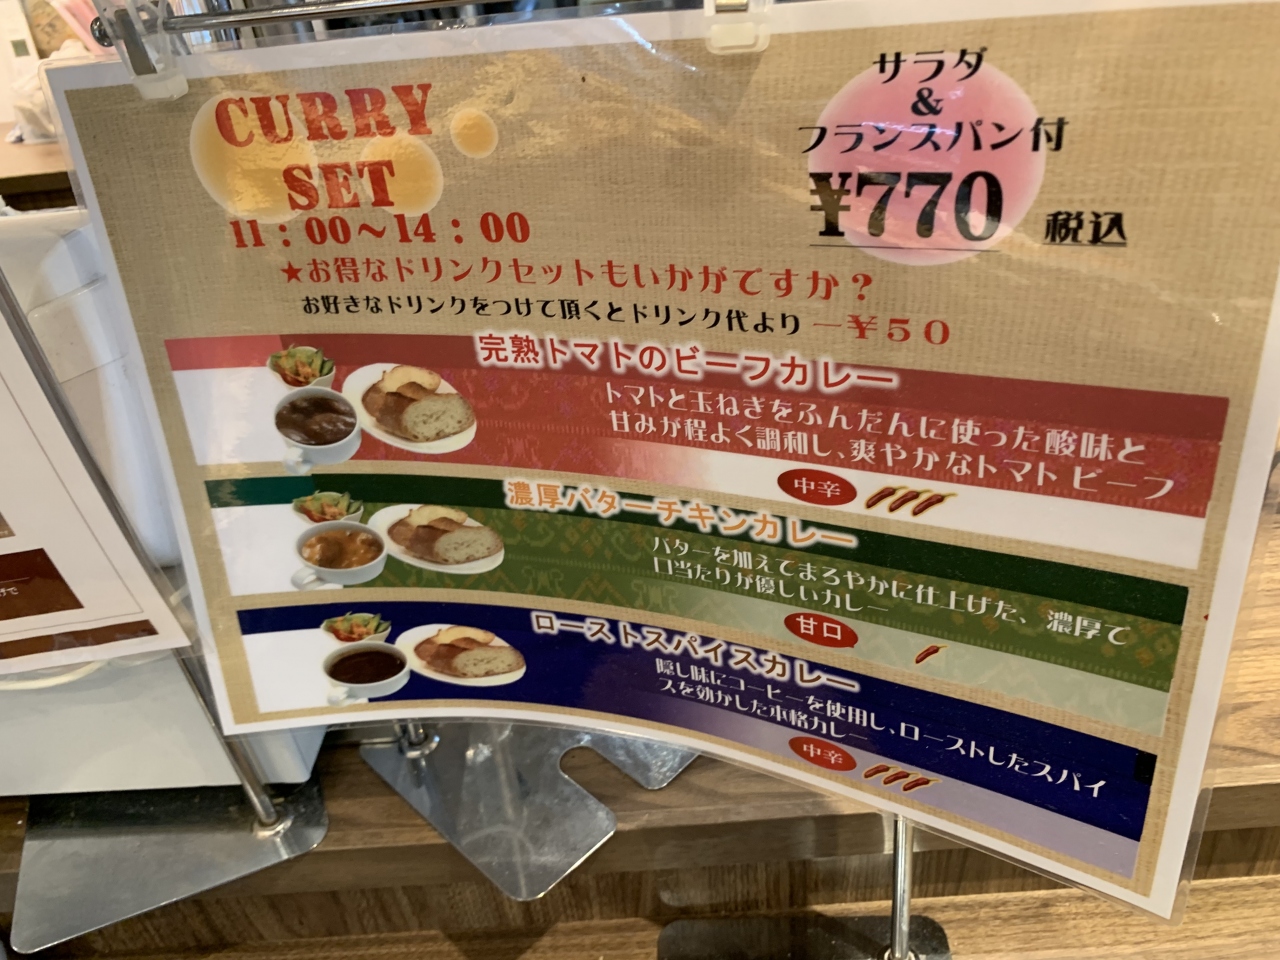 CURRY
SET
11：00～14：00
サラダ
&
フランスパン付
¥770 税込
★お得なドリンクセットもいかがですか？
お好きなドリンクをつけて頂くとドリンク代より －¥50
完熟トマトのビーフカレー
トマトと玉ねぎをふんだんに使った酸味と
甘みが程よく調和し、爽やかなトマトビーフ
中辛
濃厚バターチキンカレー
バターを加えてまろやかに仕上げた、濃厚で
口当たりが優しいカレー
甘口
ローストスパイスカレー
隠し味にコーヒーを使用し、ローストしたスパイ
スを効かした本格カレー
中辛